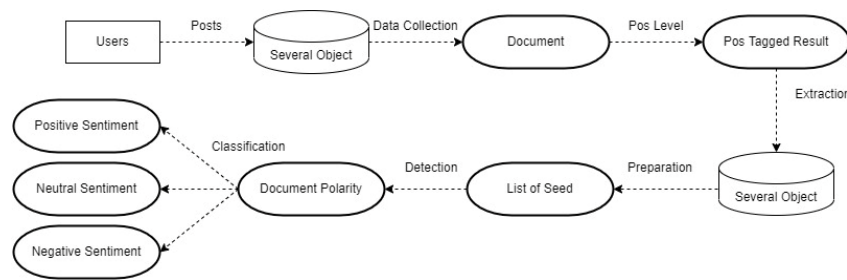 Users
Posts
Several Object
Data Collection
Document
Pos Level
Pos Tagged Result
Extraction
Several Object
Preparation
List of Seed
Detection
Document Polarity
Classification
Positive Sentiment
Neutral Sentiment
Negative Sentiment